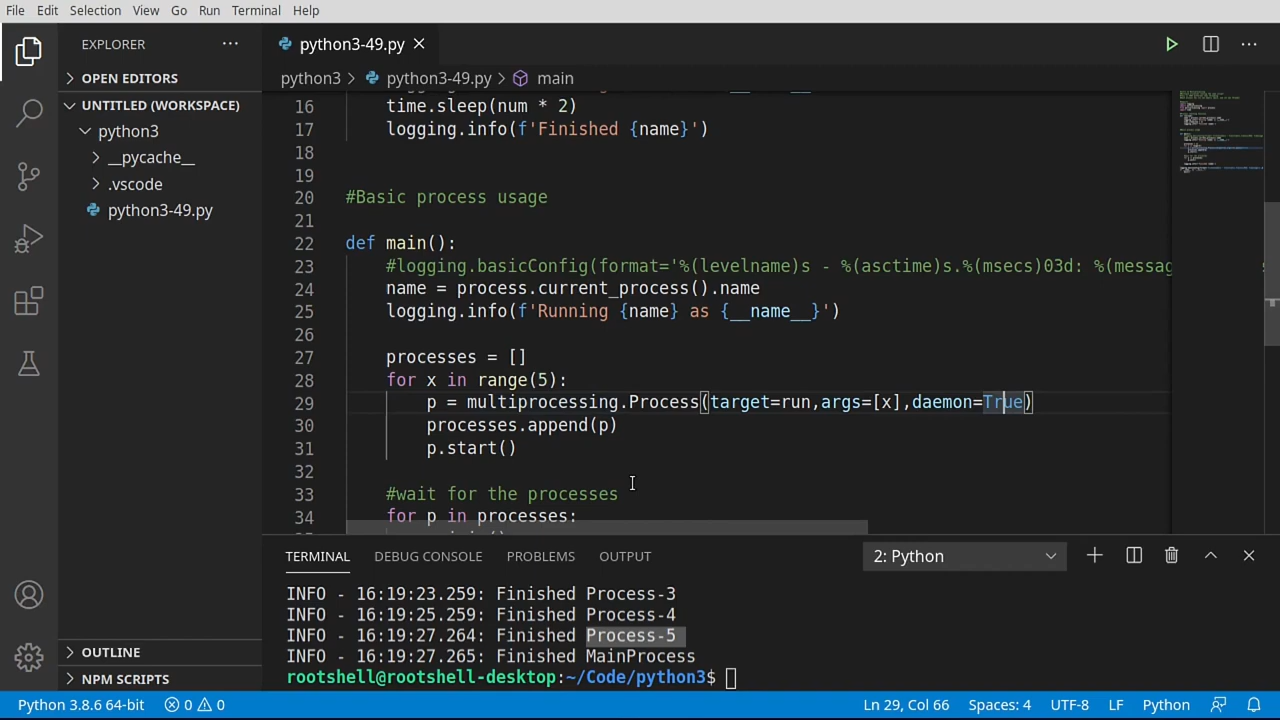 File Edit Selection View Go Run Terminal Help
EXPLORER
OPEN EDITORS
UNTITLED (WORKSPACE)
python3
__pycache__
.vscode
python3-49.py
OUTLINE
NPM SCRIPTS
python3-49.py
python3 python3-49.py main
16 time.sleep(num * 2)
17 logging.info(f'Finished {name}')
18
19
20 #Basic process usage
21
22 def main():
23 #logging.basicConfig(format='%(levelname)s - %(asctime)s.%(msecs)03d: %(messag
24 name = process.current_process().name
25 logging.info(f'Running {name} as {__name__}')
26
27 processes = []
28 for x in range(5):
29 p = multiprocessing.Process(target=run,args=[x],daemon=True)
30 processes.append(p)
31 p.start()
32
33 #wait for the processes
34 for p in processes:
TERMINAL DEBUG CONSOLE PROBLEMS OUTPUT 2: Python
INFO - 16:19:23.259: Finished Process-3
INFO - 16:19:25.259: Finished Process-4
INFO - 16:19:27.264: Finished Process-5
INFO - 16:19:27.265: Finished MainProcess
rootshell@rootshell-desktop:~/Code/python3$
Python 3.8.6 64-bit 0 0 Ln 29, Col 66 Spaces: 4 UTF-8 LF Python